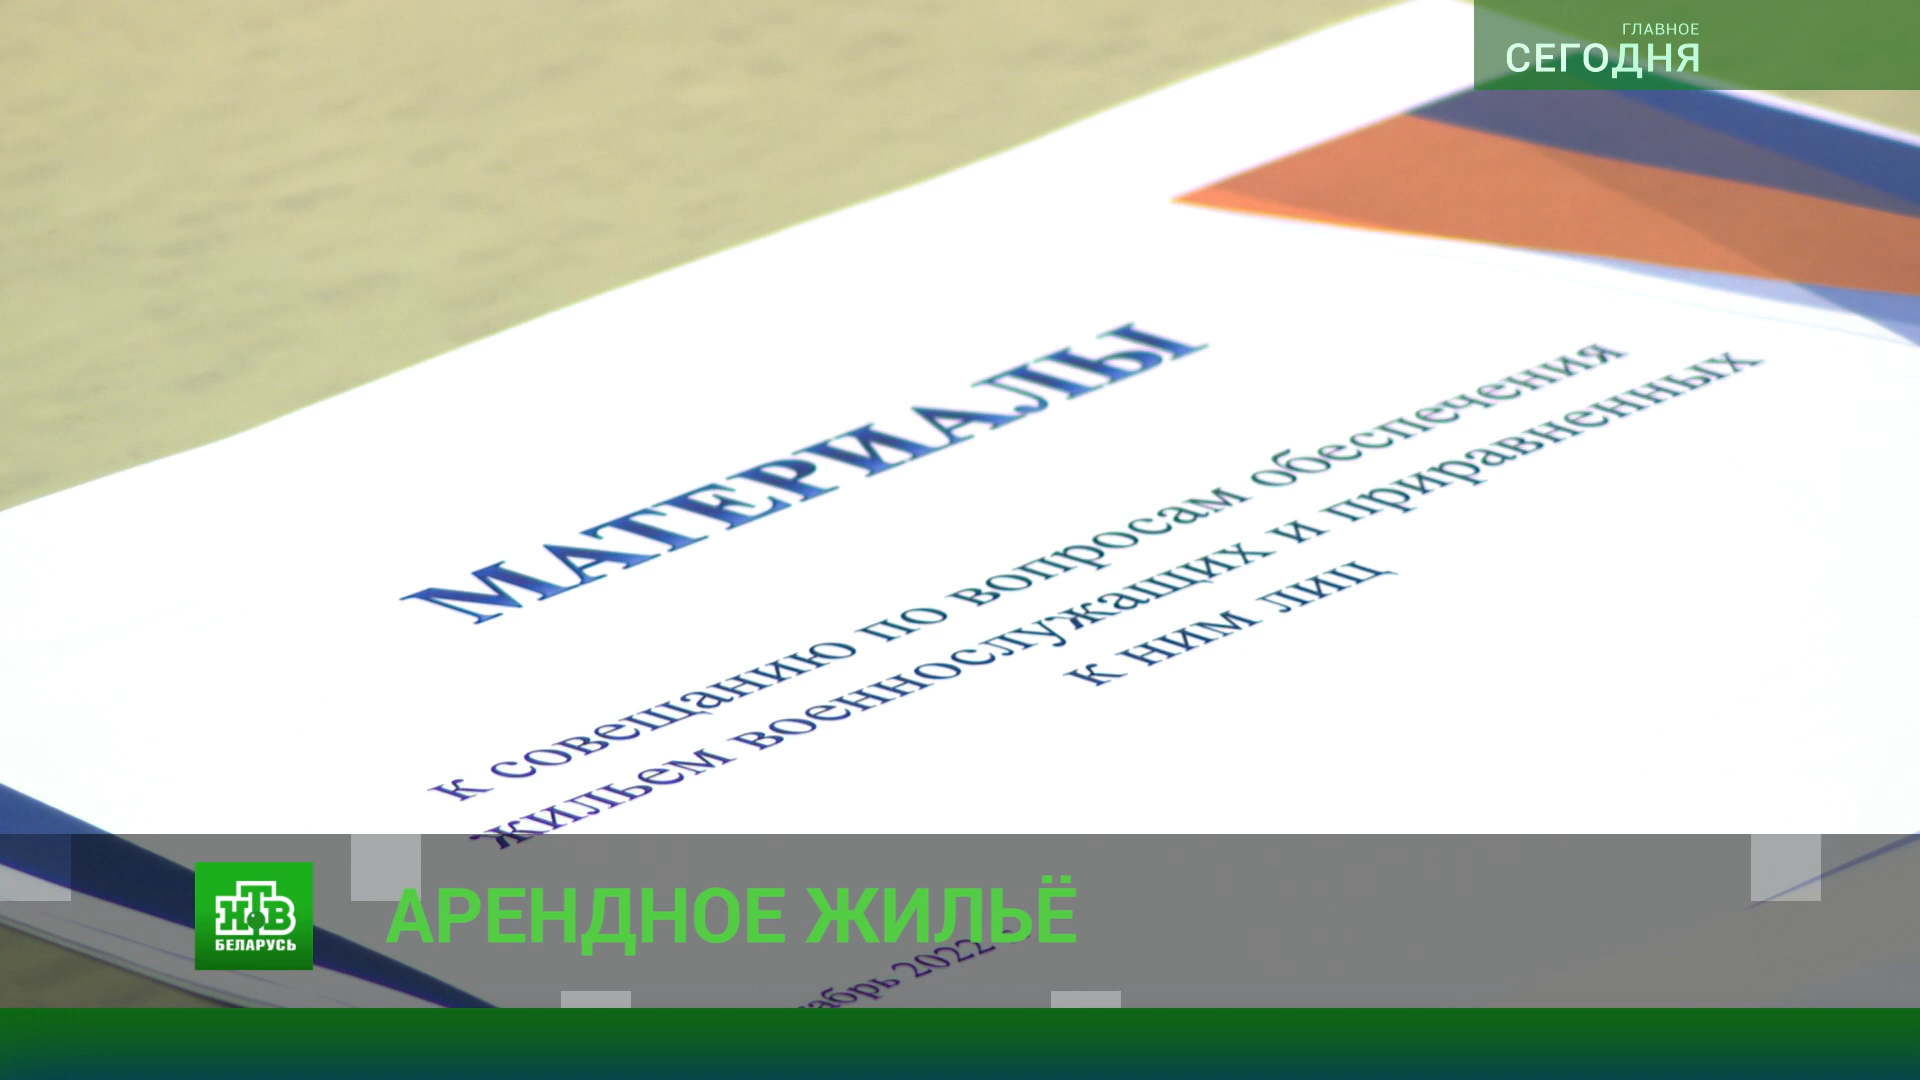 ГЛАВНОЕ
СЕГОДНЯ
МАТЕРИАЛЫ
к совещанию по вопросам обеспечения
жильем военнослужащих и приравненных
к ним лиц
2022
НТВ
БЕЛАРУСЬ
АРЕНДНОЕ ЖИЛЬЁ